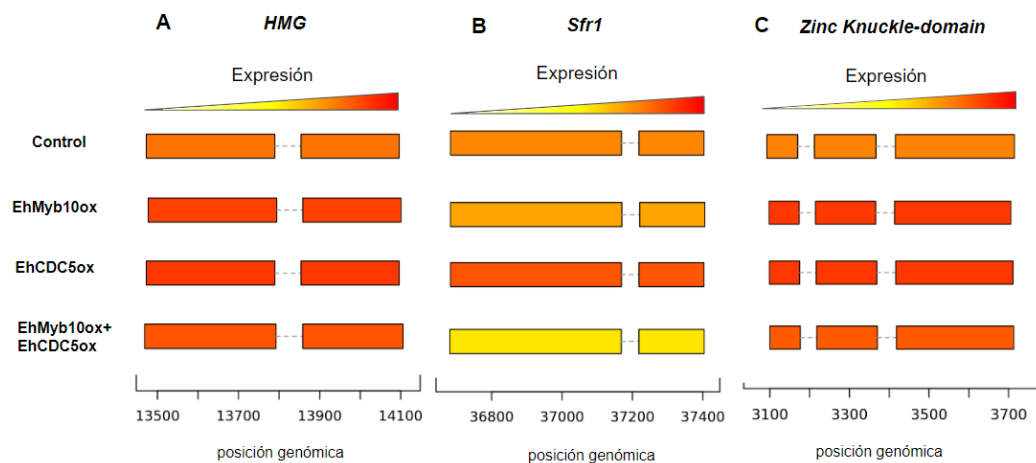 A HMG
B Sfr1
C Zinc Knuckle-domain
Expresión
Expresión
Expresión
Control
EhMyb10ox
EhCDC5ox
EhMyb10ox+
EhCDC5ox
13500 13700 13900 14100
36800 37000 37200 37400
3100 3300 3500 3700
posición genómica
posición genómica
posición genómica